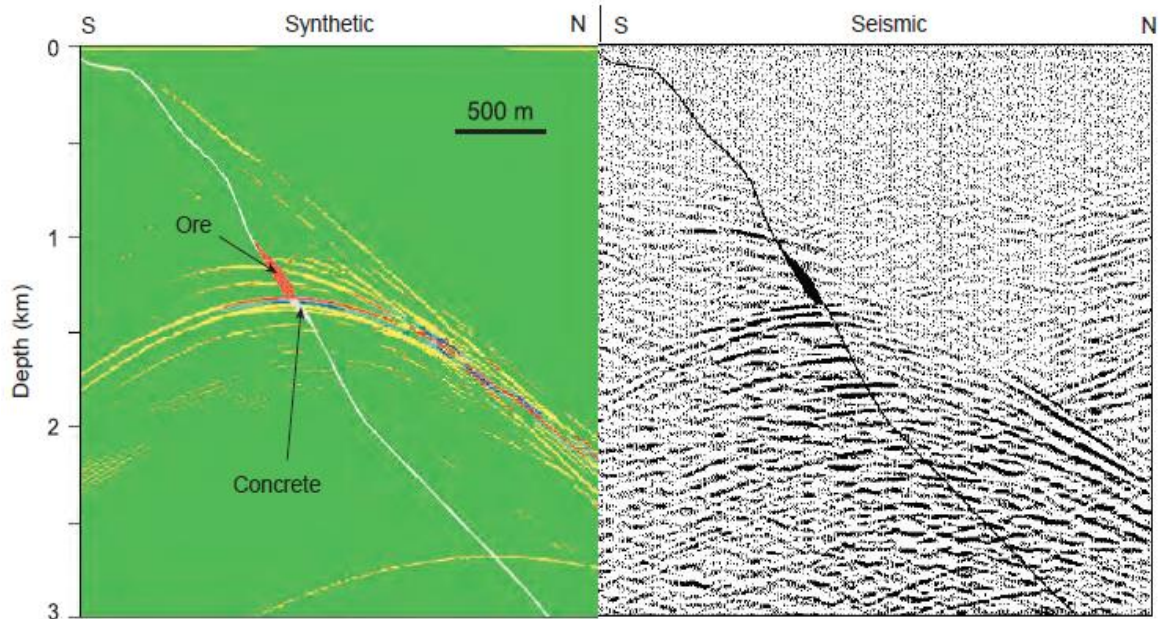 S Synthetic N
S Seismic N
0
500 m
Ore
1
Depth (km)
2
Concrete
3